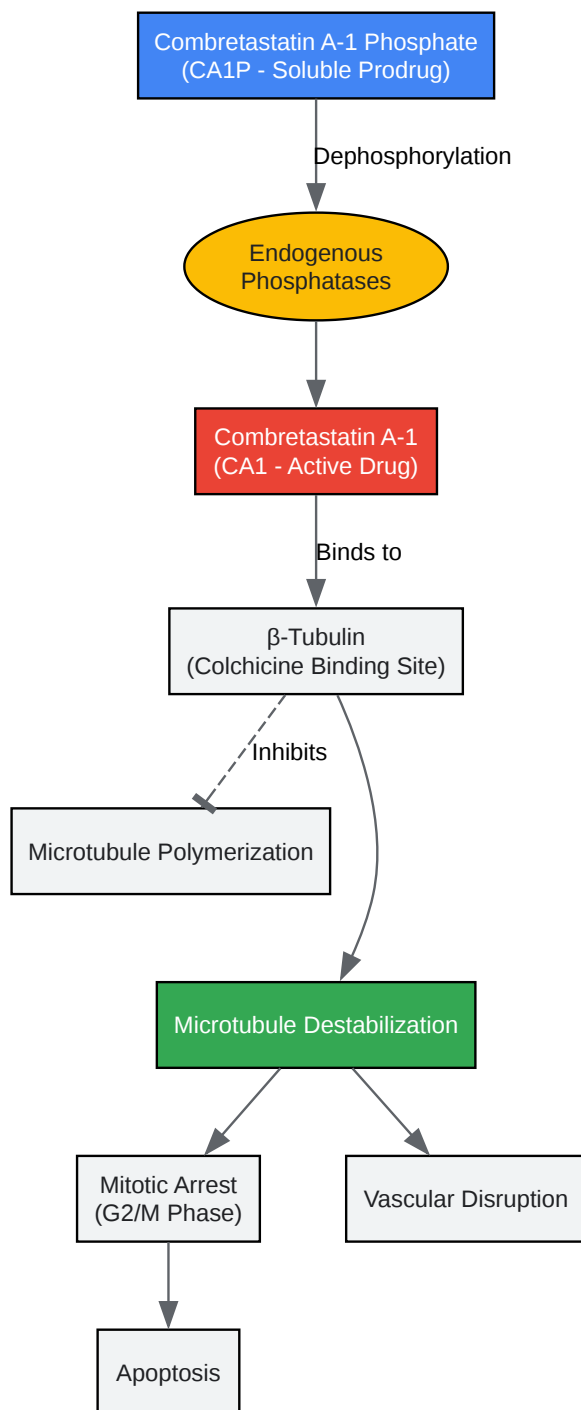 Combretastatin A-1 Phosphate
(CA1P - Soluble Prodrug)
Dephosphorylation
Endogenous
Phosphatases
Combretastatin A-1
(CA1 - Active Drug)
Binds to
β-Tubulin
(Colchicine Binding Site)
Inhibits
Microtubule Polymerization
Microtubule Destabilization
Mitotic Arrest
(G2/M Phase)
Vascular Disruption
Apoptosis